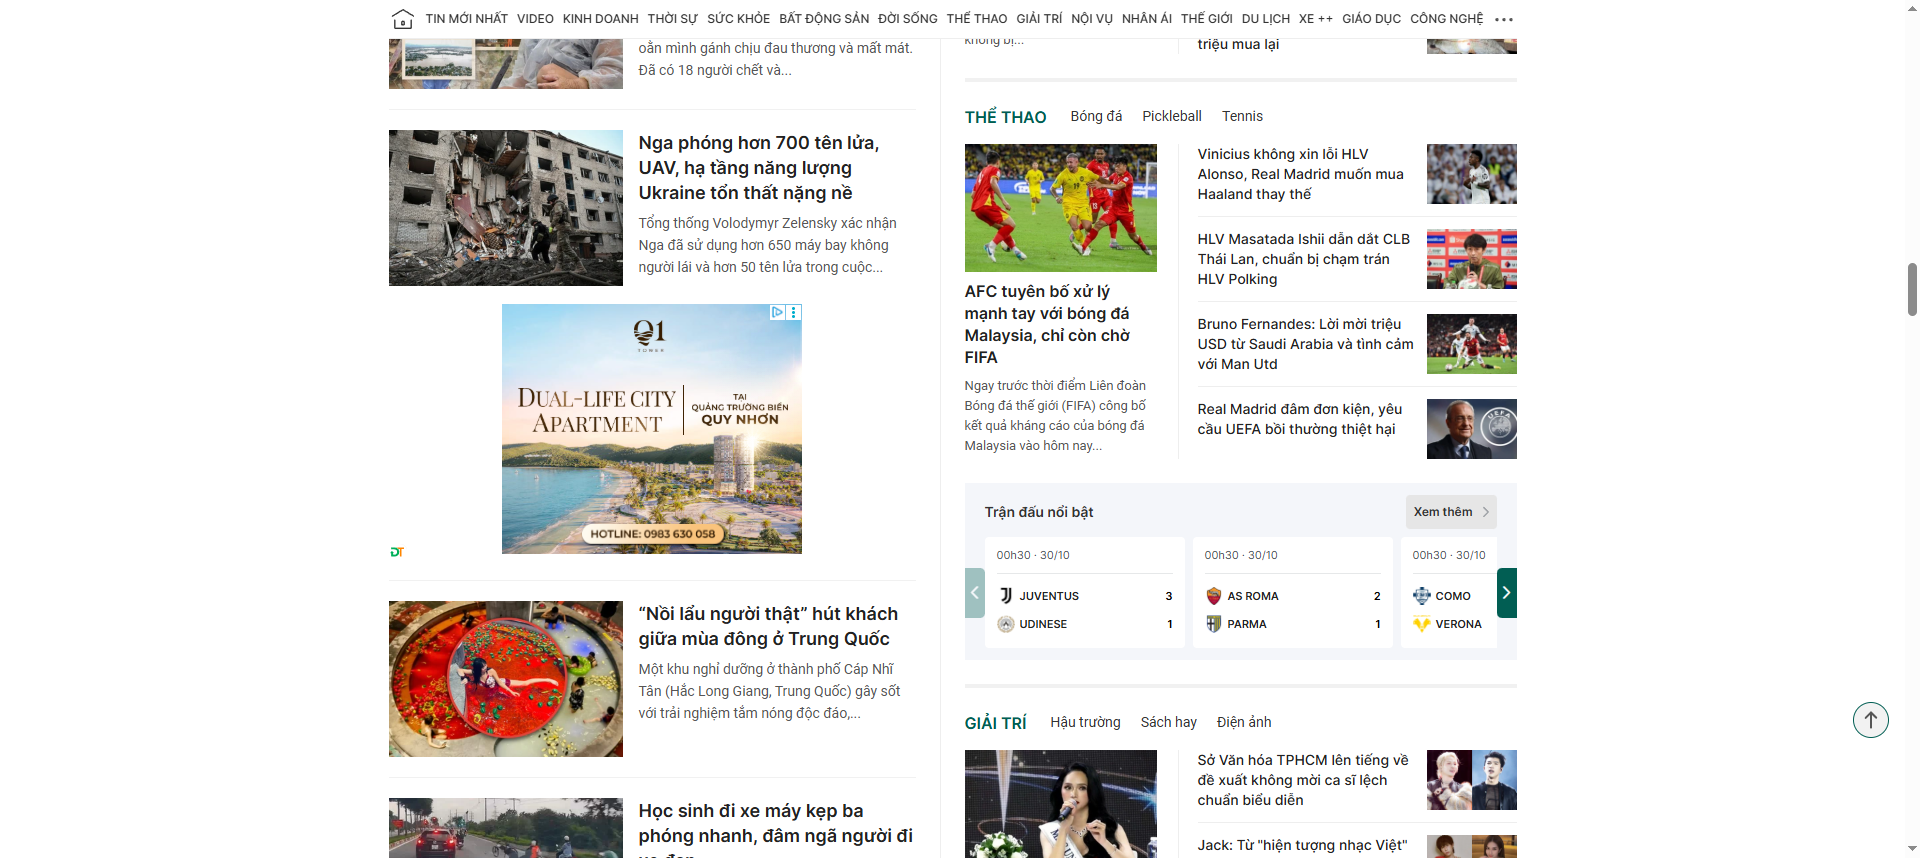 TIN MỚI NHẤT VIDEO KINH DOANH THỜI SỰ SỨC KHỎE BẤT ĐỘNG SẢN ĐỜI SỐNG THỂ THAO GIẢI TRÍ NỘI VỤ NHÂN ÁI THẾ GIỚI DU LỊCH XE ++ GIÁO DỤC CÔNG NGHỆ
oằn mình gánh chịu đau thương và mất mát.
Đã có 18 người chết và...
Nga phóng hơn 700 tên lửa,
UAV, hạ tầng năng lượng
Ukraine tổn thất nặng nề
Tổng thống Volodymyr Zelensky xác nhận
Nga đã sử dụng hơn 650 máy bay không
người lái và hơn 50 tên lửa trong cuộc...
Q1
TOWER
DUAL-LIFE CITY
APARTMENT
TẠI
QUẢNG TRƯỜNG BIỂN
QUY NHƠN
HOTLINE: 0983 630 058
DT
“Nồi lẩu người thật” hút khách
giữa mùa đông ở Trung Quốc
Một khu nghỉ dưỡng ở thành phố Cáp Nhĩ
Tân (Hắc Long Giang, Trung Quốc) gây sốt
với trải nghiệm tắm nóng độc đáo,...
Học sinh đi xe máy kẹp ba
phóng nhanh, đâm ngã người đi
xe đạp
không bị...
triệu mua lại
THỂ THAO Bóng đá Pickleball Tennis
AFC tuyên bố xử lý
mạnh tay với bóng đá
Malaysia, chỉ còn chờ
FIFA
Ngay trước thời điểm Liên đoàn
Bóng đá thế giới (FIFA) công bố
kết quả kháng cáo của bóng đá
Malaysia vào hôm nay...
Vinicius không xin lỗi HLV
Alonso, Real Madrid muốn mua
Haaland thay thế
HLV Masatada Ishii dẫn dắt CLB
Thái Lan, chuẩn bị chạm trán
HLV Polking
Bruno Fernandes: Lời mời triệu
USD từ Saudi Arabia và tình cảm
với Man Utd
Real Madrid đâm đơn kiện, yêu
cầu UEFA bồi thường thiệt hại
Trận đấu nổi bật
Xem thêm
00h30 · 30/10
JUVENTUS 3
UDINESE 1
00h30 · 30/10
AS ROMA 2
PARMA 1
00h30 · 30/10
COMO
VERONA
GIẢI TRÍ Hậu trường Sách hay Điện ảnh
Sở Văn hóa TPHCM lên tiếng về
đề xuất không mời ca sĩ lệch
chuẩn biểu diễn
Jack: Từ "hiện tượng nhạc Việt"